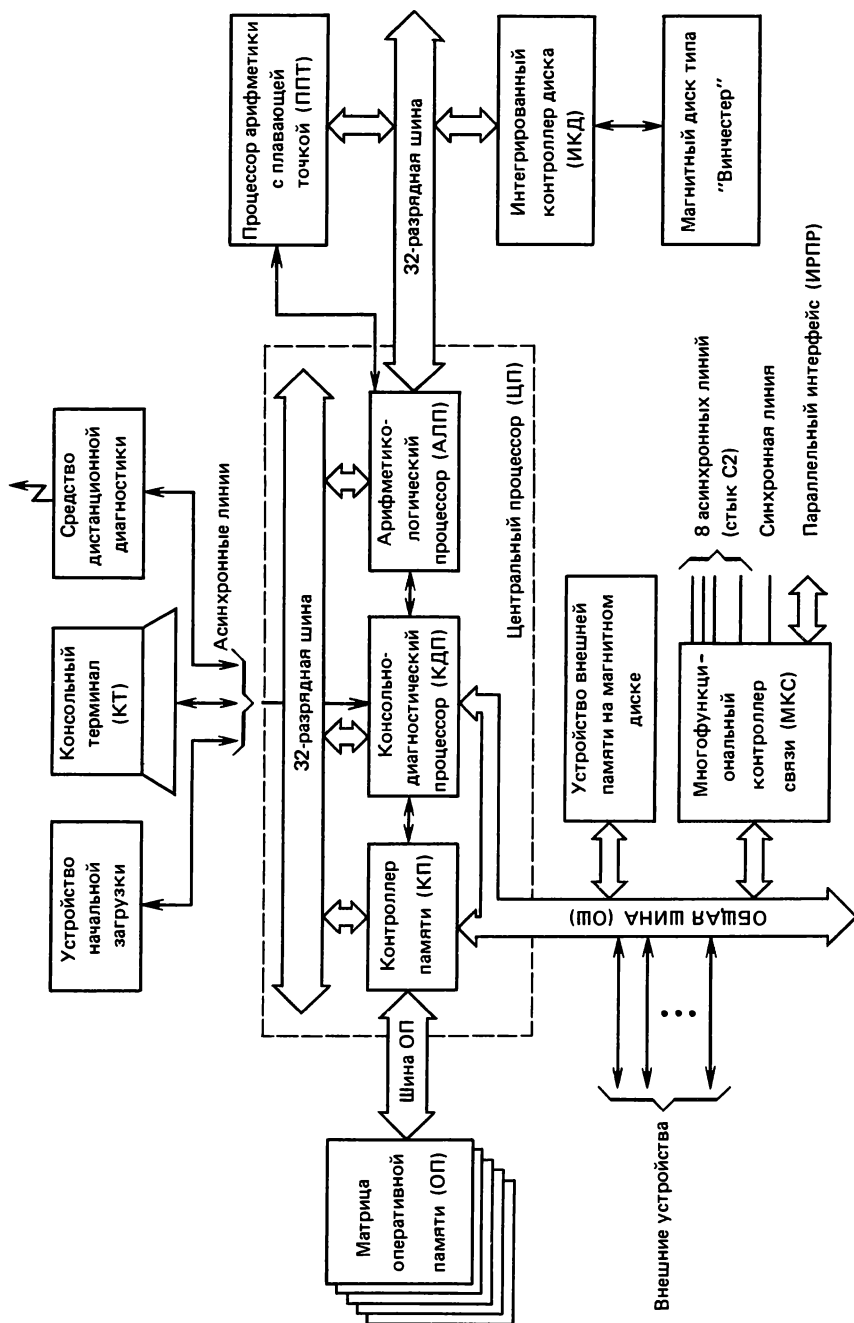 Устройство
начальной
загрузки
Консольный
терминал
(КТ)
Средство
дистанционной
диагностики
Асинхронные линии
Процессор арифметики
с плавающей
точкой (ППТ)
32-разрядная шина
32-разрядная шина
Матрица
оперативной
памяти (ОП)
Шина ОП
Контроллер
памяти (КП)
Консольно-
диагностический
процессор (КДП)
Арифметико-
логический
процессор (АЛП)
Центральный процессор (ЦП)
Интегрированный
контроллер диска
(ИКД)
Магнитный диск типа
"Винчестер"
Внешние устройства
ОБЩАЯ ШИНА (ОШ)
Устройство внешней
памяти на магнитном
диске
Многофункци-
ональный
контроллер
связи (МКС)
8 асинхронных линий
(стык С2)
Синхронная линия
Параллельный интерфейс (ИРПР)